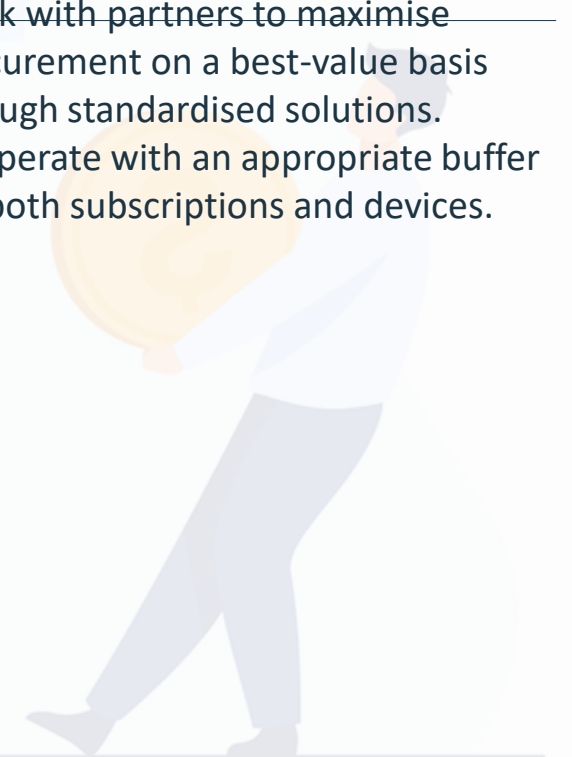 k with partners to maximise
curement on a best-value basis
ugh standardised solutions.
perate with an appropriate buffer
both subscriptions and devices.